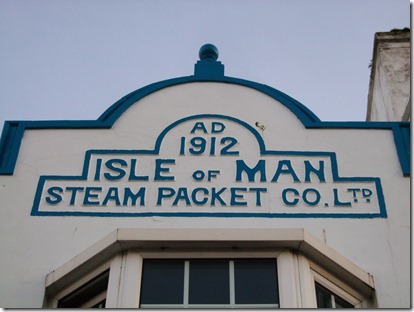 AD
1912
ISLE OF MAN
STEAM PACKET CO. LTD